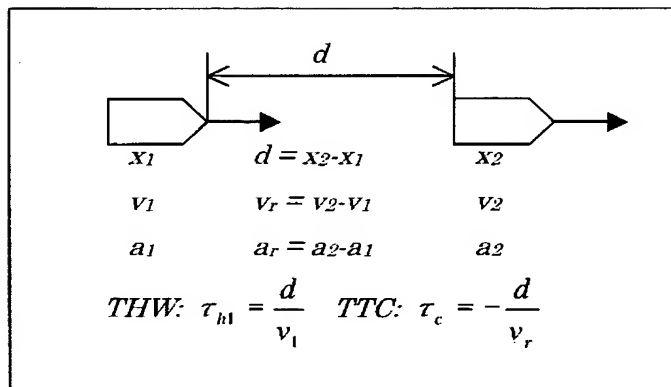 d
x1 d = x2-x1 x2
v1 vr = v2-v1 v2
a1 ar = a2-a1 a2
THW: τh1 = d/v1 TTC: τc = -d/vr